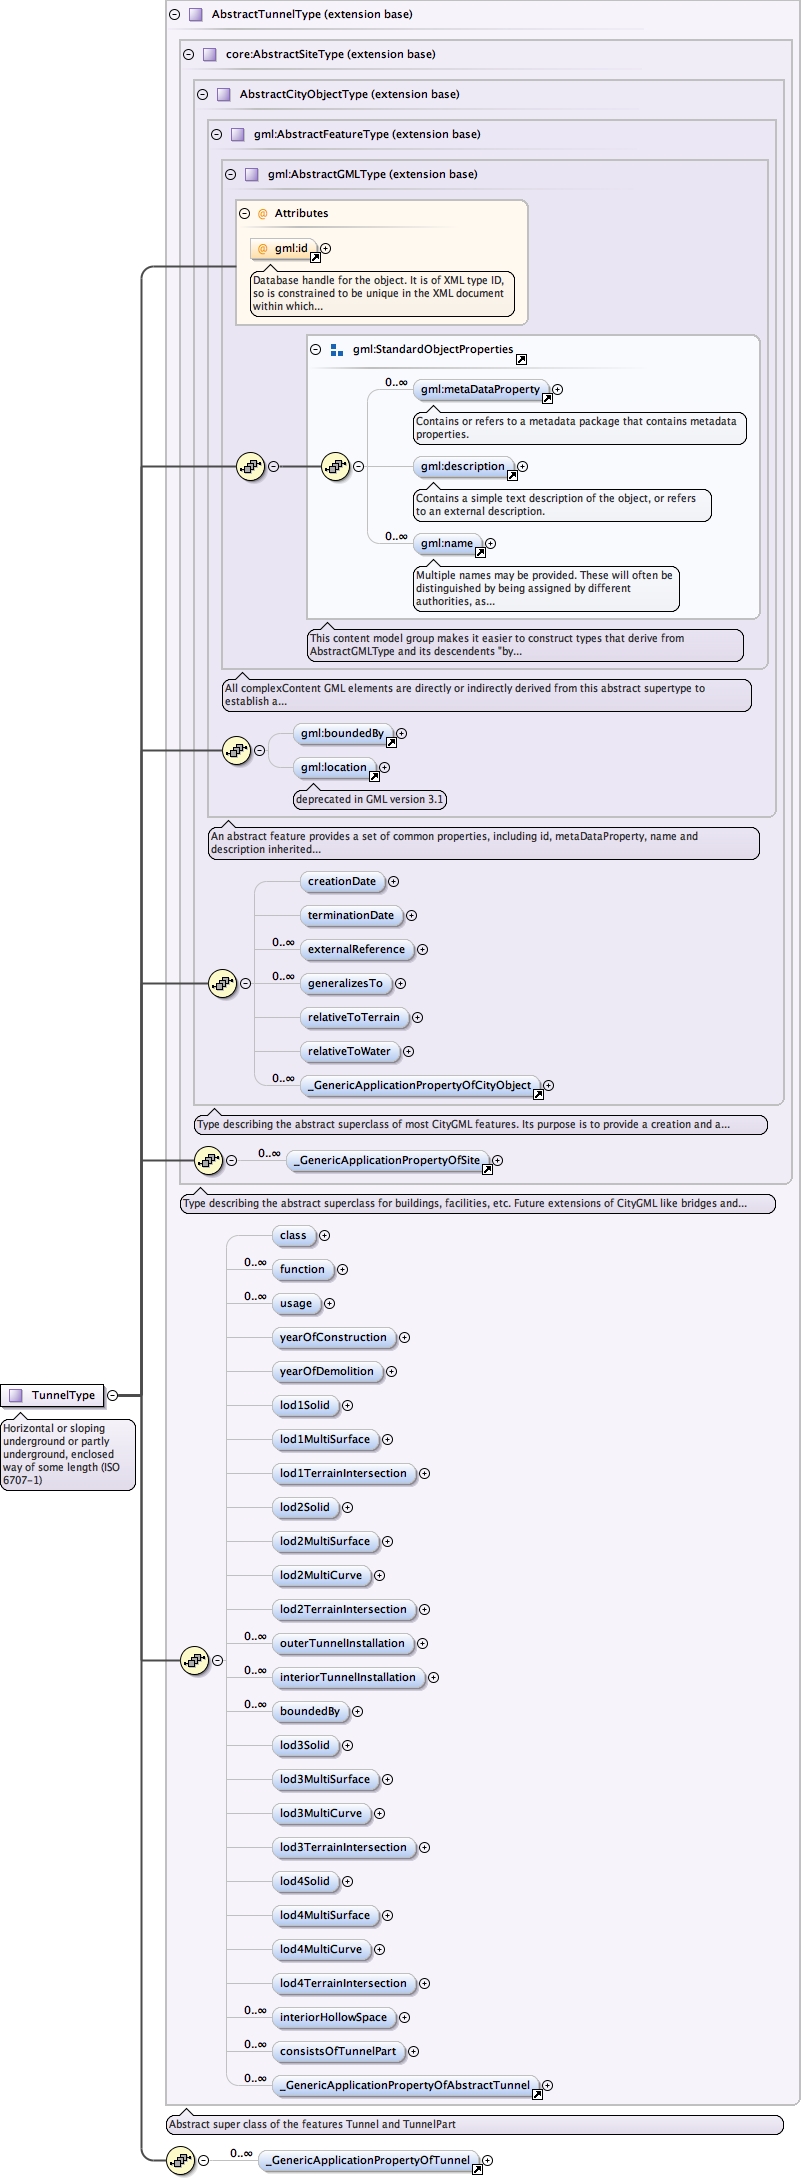 AbstractTunnelType (extension base)
core:AbstractSiteType (extension base)
AbstractCityObjectType (extension base)
gml:AbstractFeatureType (extension base)
gml:AbstractGMLType (extension base)
@ Attributes
@ gml:id
Database handle for the object. It is of XML type ID,
so is constrained to be unique in the XML document
within which...
gml:StandardObjectProperties
0..∞
gml:metaDataProperty
Contains or refers to a metadata package that contains metadata
properties.
gml:description
Contains a simple text description of the object, or refers
to an external description.
0..∞
gml:name
Multiple names may be provided. These will often be
distinguished by being assigned by different
authorities, as...
This content model group makes it easier to construct types that derive from
AbstractGMLType and its descendents "by...
All complexContent GML elements are directly or indirectly derived from this abstract supertype to
establish a...
gml:boundedBy
gml:location
deprecated in GML version 3.1
An abstract feature provides a set of common properties, including id, metaDataProperty, name and
description inherited...
creationDate
terminationDate
0..∞
externalReference
0..∞
generalizesTo
relativeToTerrain
relativeToWater
0..∞
_GenericApplicationPropertyOfCityObject
Type describing the abstract superclass of most CityGML features. Its purpose is to provide a creation and a...
0..∞
_GenericApplicationPropertyOfSite
Type describing the abstract superclass for buildings, facilities, etc. Future extensions of CityGML like bridges and...
class
0..∞
function
0..∞
usage
yearOfConstruction
yearOfDemolition
TunnelType
Horizontal or sloping
underground or partly
underground, enclosed
way of some length (ISO
6707-1)
lod1Solid
lod1MultiSurface
lod1TerrainIntersection
lod2Solid
lod2MultiSurface
lod2MultiCurve
lod2TerrainIntersection
0..∞
outerTunnelInstallation
0..∞
interiorTunnelInstallation
0..∞
boundedBy
lod3Solid
lod3MultiSurface
lod3MultiCurve
lod3TerrainIntersection
lod4Solid
lod4MultiSurface
lod4MultiCurve
lod4TerrainIntersection
0..∞
interiorHollowSpace
0..∞
consistsOfTunnelPart
0..∞
_GenericApplicationPropertyOfAbstractTunnel
Abstract super class of the features Tunnel and TunnelPart
0..∞
_GenericApplicationPropertyOfTunnel